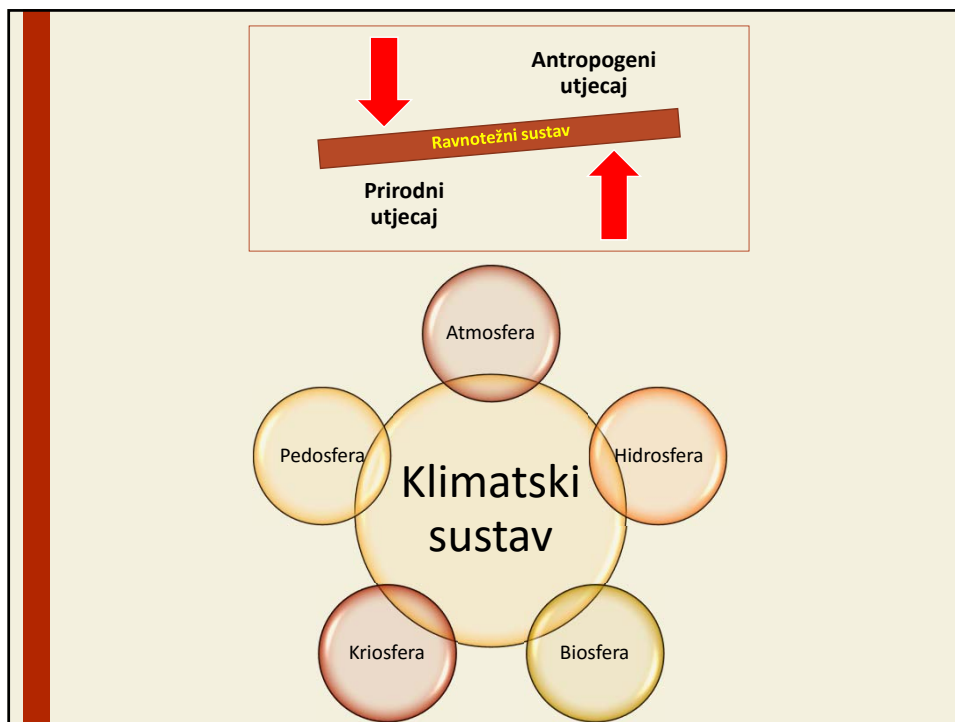 Antropogeni
utjecaj
Ravnotežni sustav
Prirodni
utjecaj
Atmosfera
Pedosfera
Hidrosfera
Klimatski
sustav
Kriosfera
Biosfera